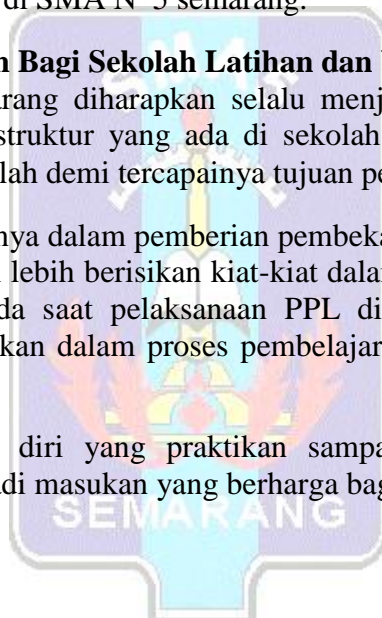 di SMA N 5 semarang.
Bagi Sekolah Latihan dan
arang diharapkan selalu menj
struktur yang ada di sekolah
lah demi tercapainya tujuan pe
nya dalam pemberian pembeka
lebih berisikan kiat-kiat dalan
da saat pelaksanaan PPL di
kan dalam proses pembelajar
diri yang praktikan sampa
adi masukan yang berharga bag
SEMARANG